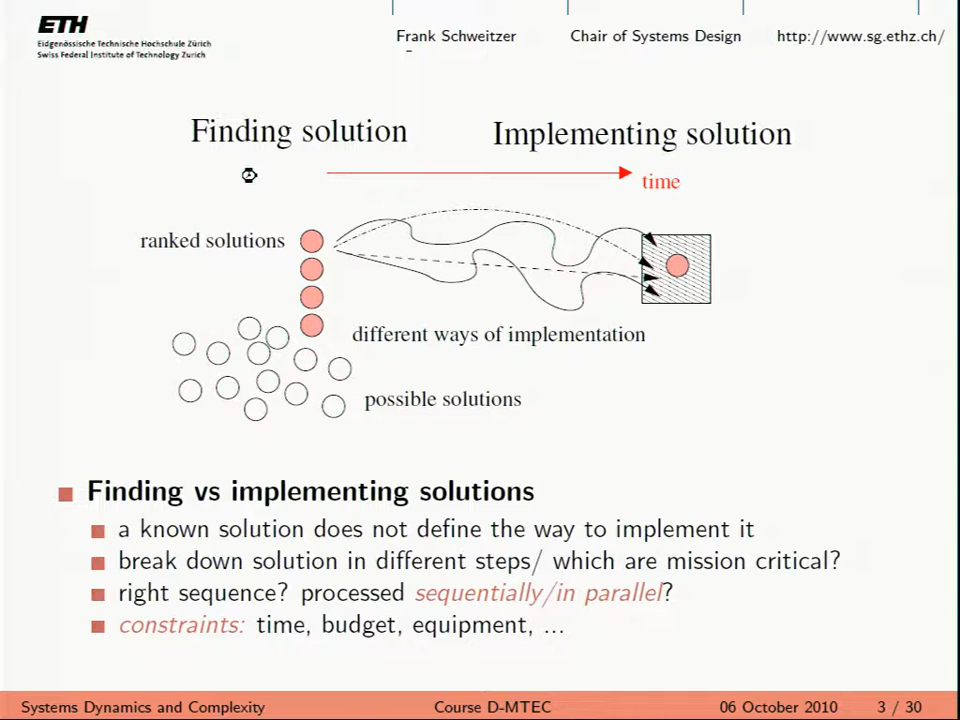 ETH
Eidgenössische Technische Hochschule Zürich
Swiss Federal Institute of Technology Zurich
Frank Schweitzer
Chair of Systems Design
http://www.sg.ethz.ch/
Finding solution
Implementing solution
time
ranked solutions
different ways of implementation
possible solutions
Finding vs implementing solutions
a known solution does not define the way to implement it
break down solution in different steps/ which are mission critical?
right sequence? processed sequentially/in parallel?
constraints: time, budget, equipment, ...
Systems Dynamics and Complexity
Course D-MTEC
06 October 2010
3 / 30